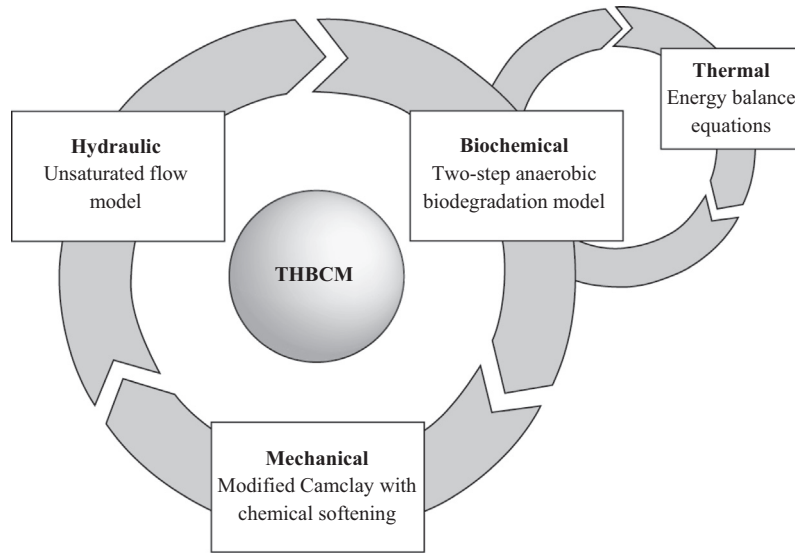 Thermal
Energy balance
equations
Hydraulic
Unsaturated flow
model
Biochemical
Two-step anaerobic
biodegradation model
THBCM
Mechanical
Modified Camclay with
chemical softening